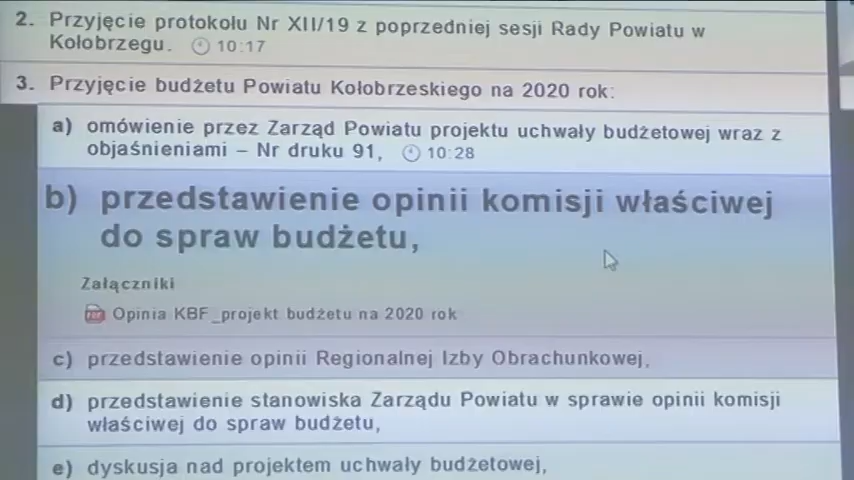 2. Przyjęcie protokołu Nr XII/19 z poprzedniej sesji Rady Powiatu w
Kołobrzegu. 10:17
3. Przyjęcie budżetu Powiatu Kołobrzeskiego na 2020 rok:
a) omówienie przez Zarząd Powiatu projektu uchwały budżetowej wraz z
objaśnieniami – Nr druku 91, 10:28
b) przedstawienie opinii komisji właściwej
do spraw budżetu,
Załączniki
Opinia KBF_projekt budżetu na 2020 rok
c) przedstawienie opinii Regionalnej Izby Obrachunkowej,
d) przedstawienie stanowiska Zarządu Powiatu w sprawie opinii komisji
właściwej do spraw budżetu,
e) dyskusja nad projektem uchwały budżetowej,